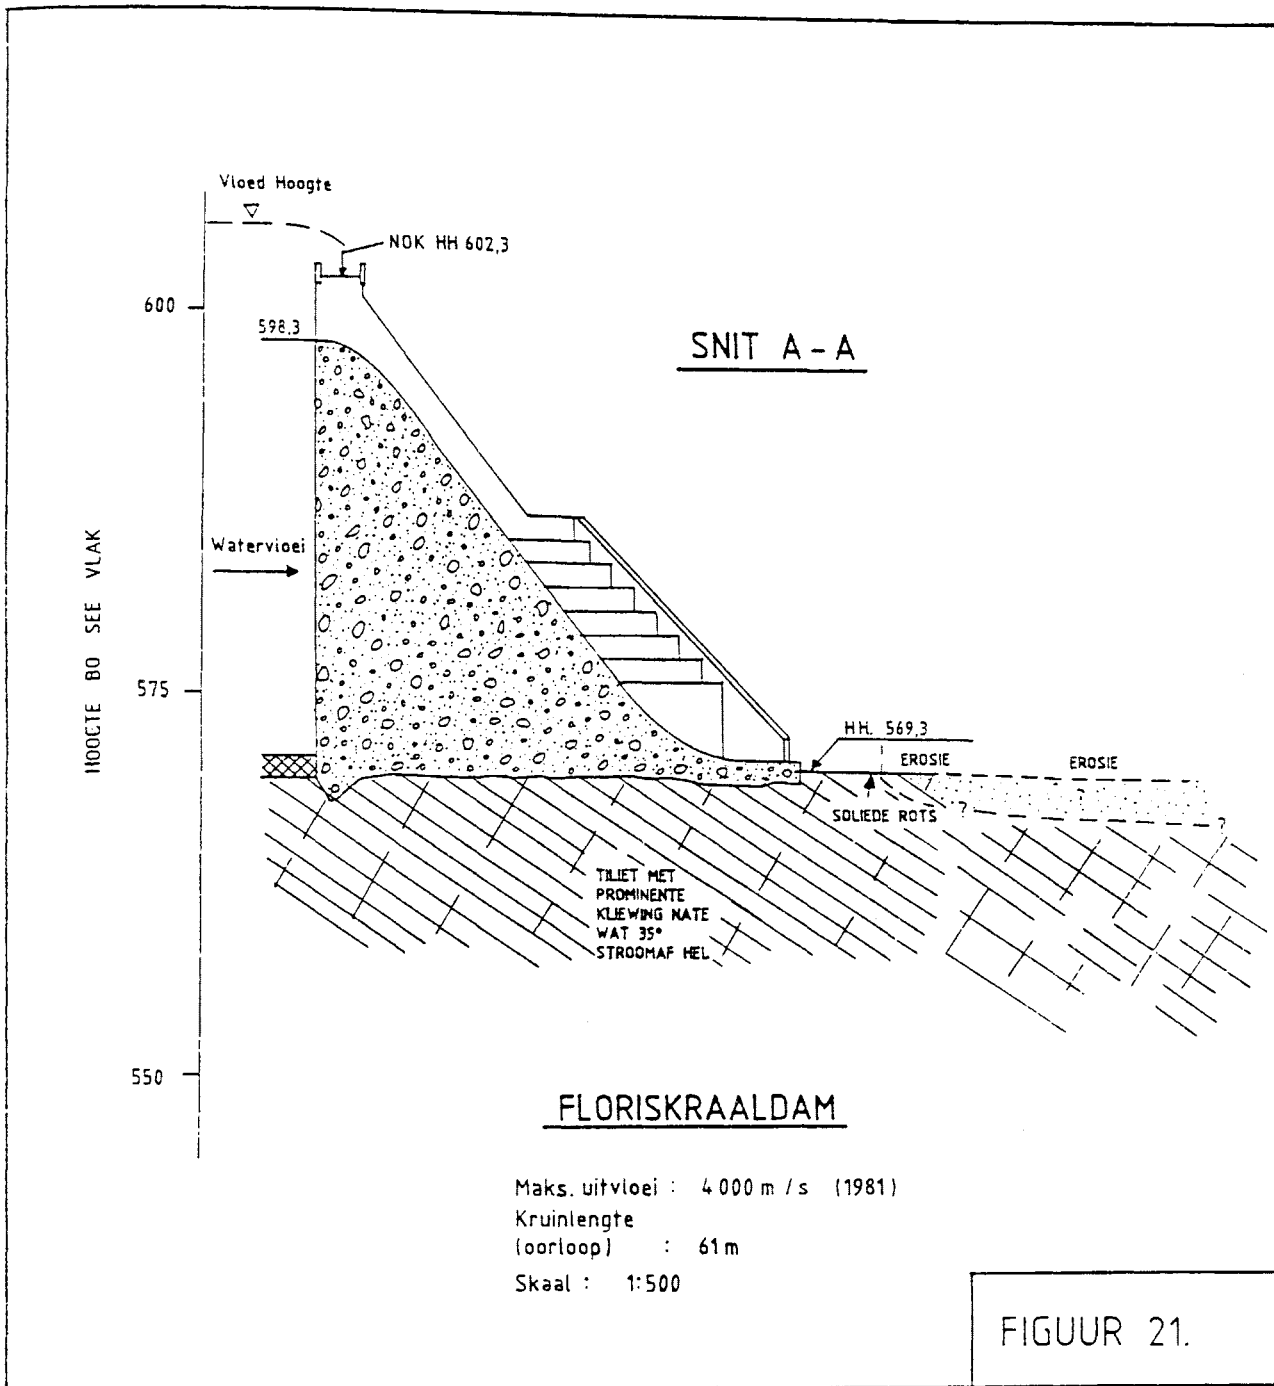 Vloed Hoogte
NOK HH 602,3
600
598,3
SNIT A-A
Watervloei
HOOGTE BO SEE VLAK
575
HH. 569,3
EROSIE
EROSIE
SOLIEDE ROTS
?
?
TILIET MET
PROMINENTE
KLIEWING NATE
WAT 35°
STROOMAF HEL
550
FLORISKRAALDAM
Maks. uitvloei : 4 000 m / s (1981)
Kruinlengte
(oorloop) : 61 m
Skaal : 1:500
FIGUUR 21.